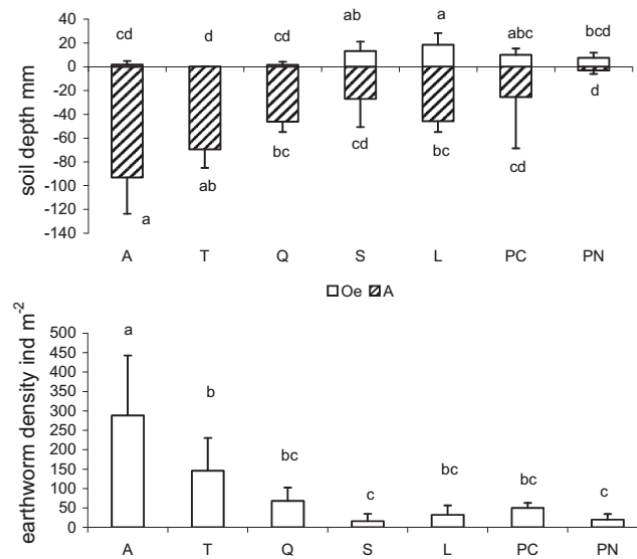 soil depth mm
40
20
0
-20
-40
-60
-80
-100
-120
-140
cd d cd ab a abc bcd
a ab bc cd bc cd d
A T Q S L PC PN
Oe A
earthworm density ind m-2
500
450
400
350
300
250
200
150
100
50
0
a b bc c bc bc c
A T Q S L PC PN